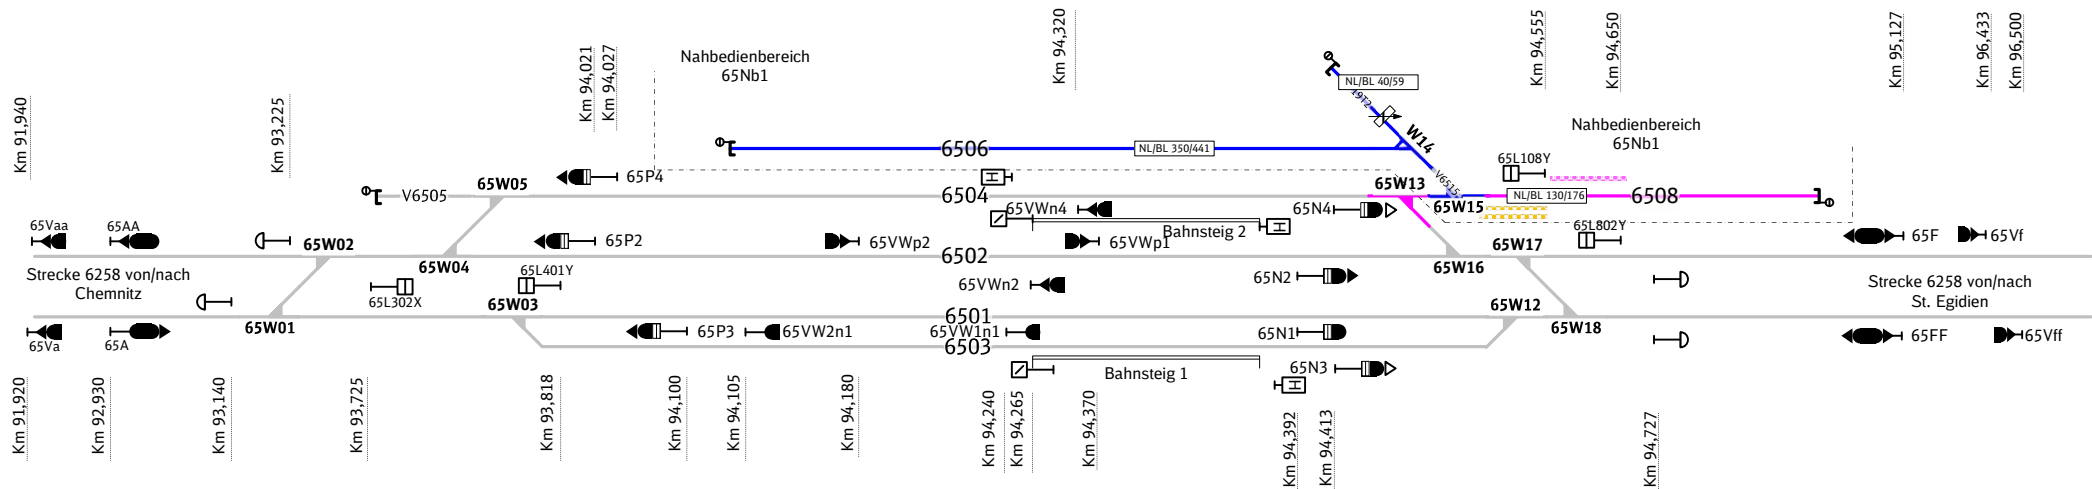 Km 91,940
Km 93,225
Km 94,021
Km 94,027
Nahbedienbereich
65Nb1
Km 94,320
NL/BL 40/59
19T2
W14
Km 94,555
Km 94,650
Nahbedienbereich
65Nb1
Km 95,127
Km 96,433
Km 96,500
6506
NL/BL 350/441
65L108Y
65P4
V6505
65W05
6504
65W13
V6515
65W15
NL/BL 130/176
6508
65VWn4
65N4
Bahnsteig 2
65Vaa
65AA
65W02
65P2
65VWp2
65VWp1
65L802Y
65W17
65F
65Vf
65W04
6502
65W16
Strecke 6258 von/nach
Chemnitz
65L302X
65L401Y
65W03
65VWn2
65N2
65W12
Strecke 6258 von/nach
St. Egidien
65W01
6501
65W18
65Va
65A
65P3
65VW2n1
65VW1n1
65N1
65FF
65Vff
6503
Bahnsteig 1
65N3
Km 91,920
Km 92,930
Km 93,140
Km 93,725
Km 93,818
Km 94,100
Km 94,105
Km 94,180
Km 94,240
Km 94,265
Km 94,370
Km 94,392
Km 94,413
Km 94,727